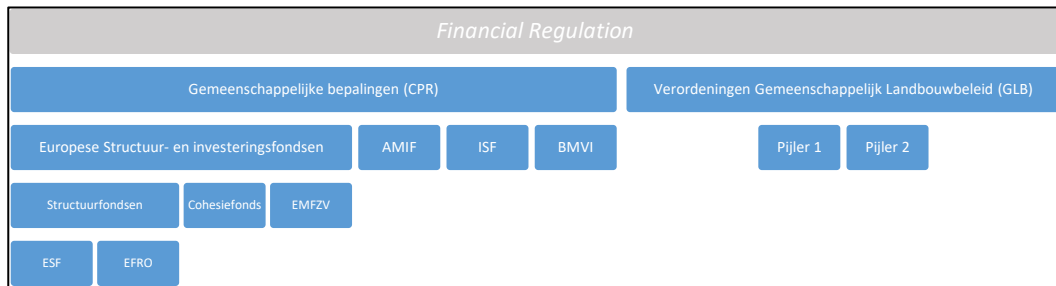 Financial Regulation
Gemeenschappelijke bepalingen (CPR)
Verordeningen Gemeenschappelijk Landbouwbeleid (GLB)
Europese Structuur- en investeringsfondsen
AMIF
ISF
BMVI
Pijler 1
Pijler 2
Structuurfondsen
Cohesiefonds
EMFZV
ESF
EFRO